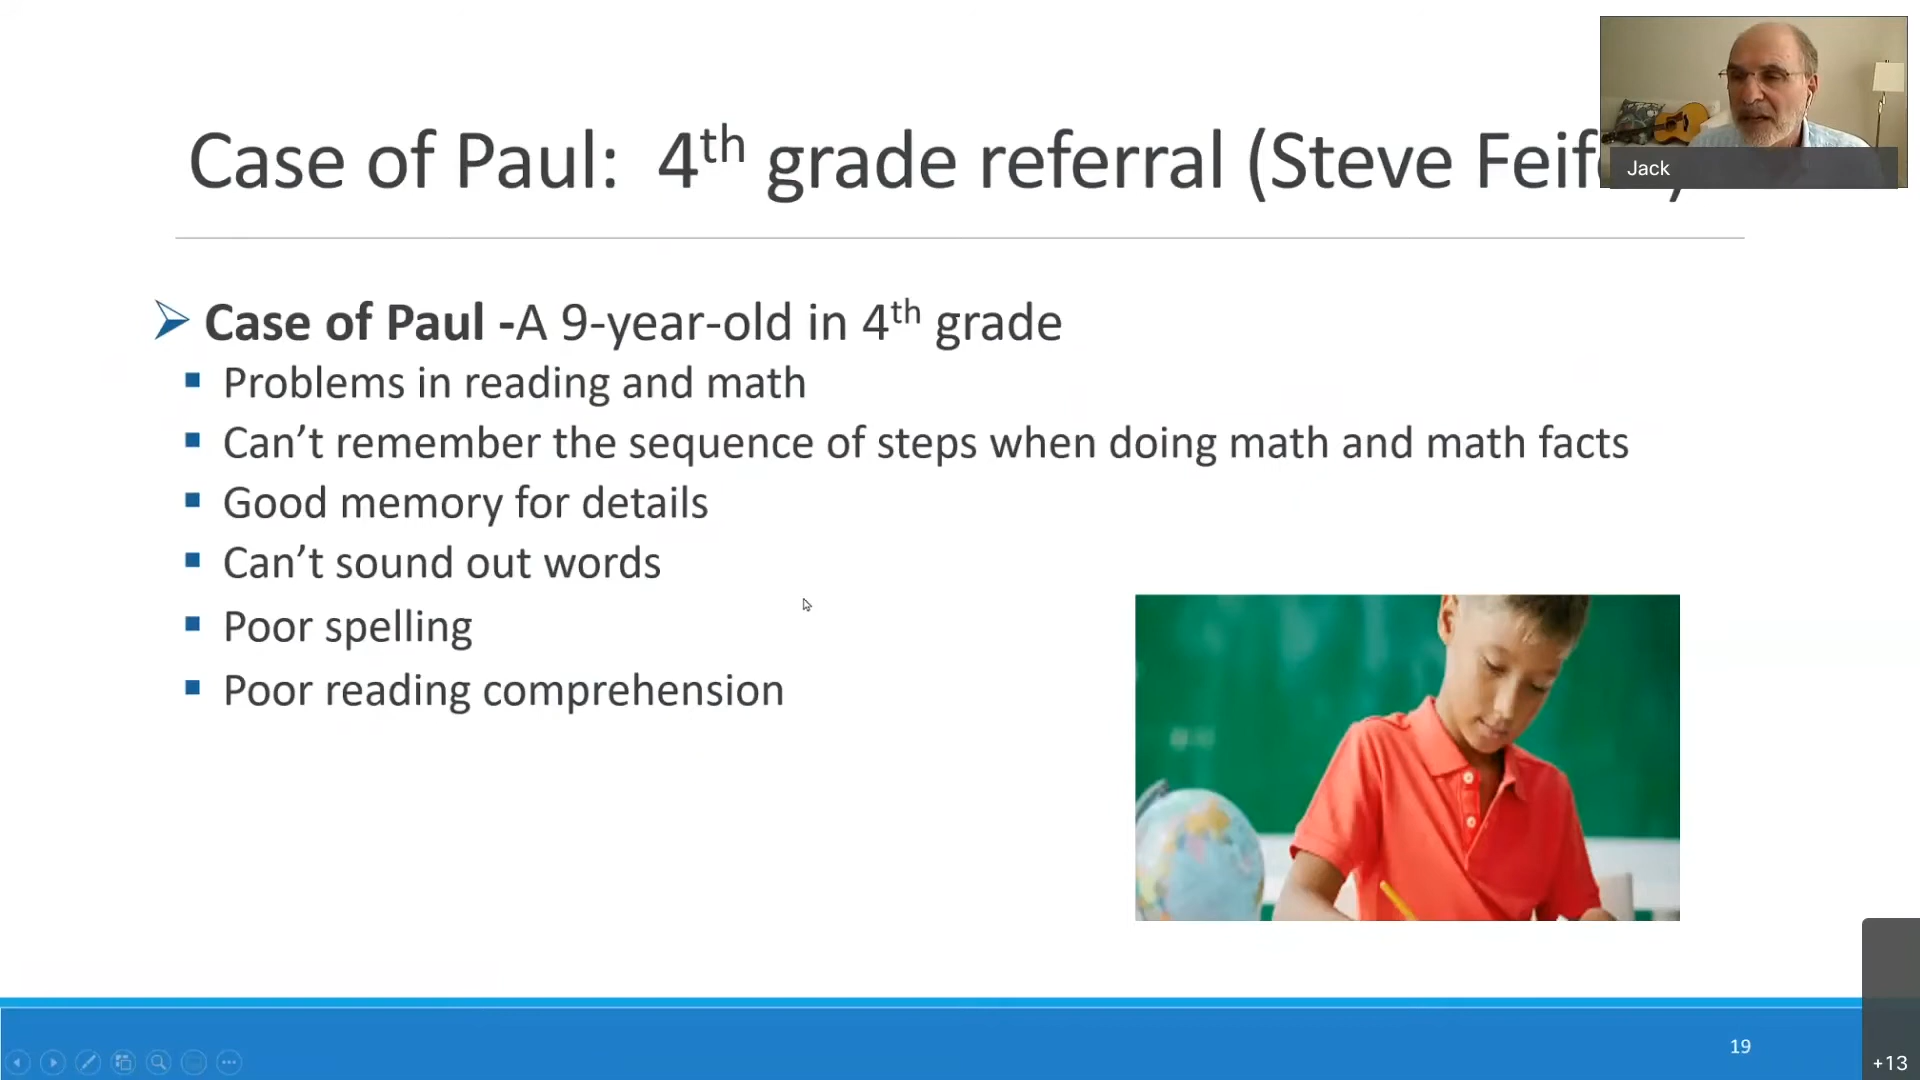 Case of Paul: 4th grade referral (Steve
Jack
Case of Paul -A 9-year-old in 4th grade
Problems in reading and math
Can’t remember the sequence of steps when doing math and math facts
Good memory for details
Can’t sound out words
Poor spelling
Poor reading comprehension
19
+13